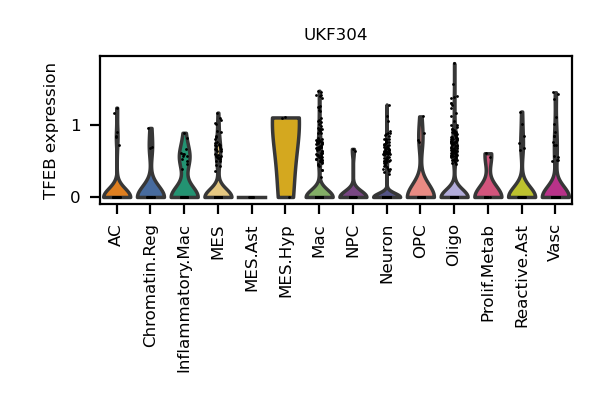 UKF304
TFEB expression
1
0
AC
Chromatin.Reg
Inflammatory.Mac
MES
MES.Ast
MES.Hyp
Mac
NPC
Neuron
OPC
Oligo
Prolif.Metab
Reactive.Ast
Vasc